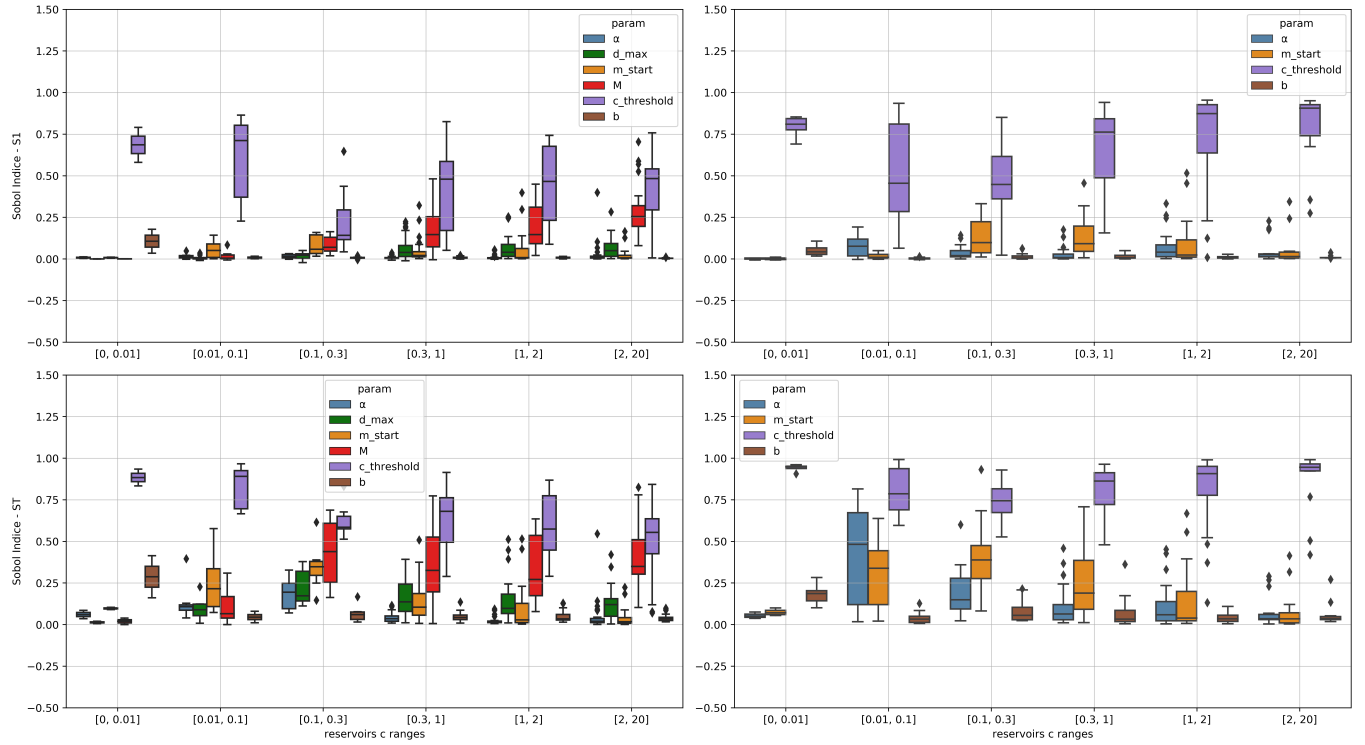 1.50
1.25
1.00
0.75
0.50
0.25
0.00
−0.25
−0.50
Sobol Indice - S1
param
α
d_max
m_start
M
c_threshold
b
[0, 0.01]
[0.01, 0.1]
[0.1, 0.3]
[0.3, 1]
[1, 2]
[2, 20]
1.50
1.25
1.00
0.75
0.50
0.25
0.00
−0.25
−0.50
param
α
m_start
c_threshold
b
[0, 0.01]
[0.01, 0.1]
[0.1, 0.3]
[0.3, 1]
[1, 2]
[2, 20]
1.50
1.25
1.00
0.75
0.50
0.25
0.00
−0.25
−0.50
Sobol Indice - ST
param
α
d_max
m_start
M
c_threshold
b
[0, 0.01]
[0.01, 0.1]
[0.1, 0.3]
[0.3, 1]
[1, 2]
[2, 20]
reservoirs c ranges
1.50
1.25
1.00
0.75
0.50
0.25
0.00
−0.25
−0.50
param
α
m_start
c_threshold
b
[0, 0.01]
[0.01, 0.1]
[0.1, 0.3]
[0.3, 1]
[1, 2]
[2, 20]
reservoirs c ranges